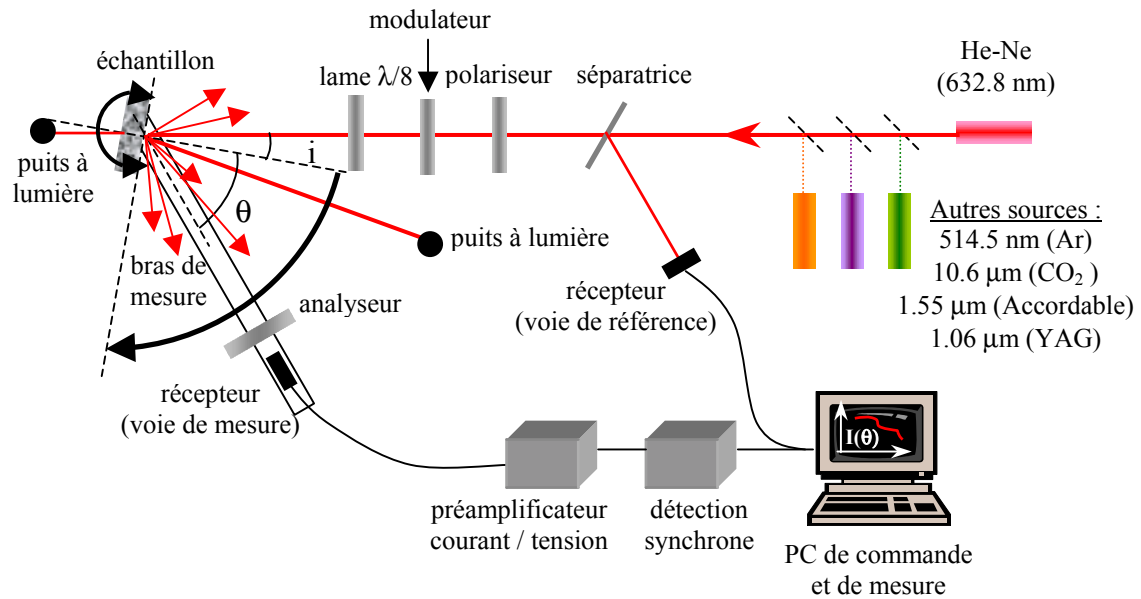 modulateur
échantillon
lame λ/8
polariseur
séparatrice
He-Ne
(632.8 nm)
puits à
lumière
i
θ
puits à lumière
bras de
mesure
analyseur
récepteur
(voie de référence)
Autres sources :
514.5 nm (Ar)
10.6 μm (CO₂ )
1.55 μm (Accordable)
1.06 μm (YAG)
récepteur
(voie de mesure)
I(θ)
préamplificateur
courant / tension
détection
synchrone
PC de commande
et de mesure